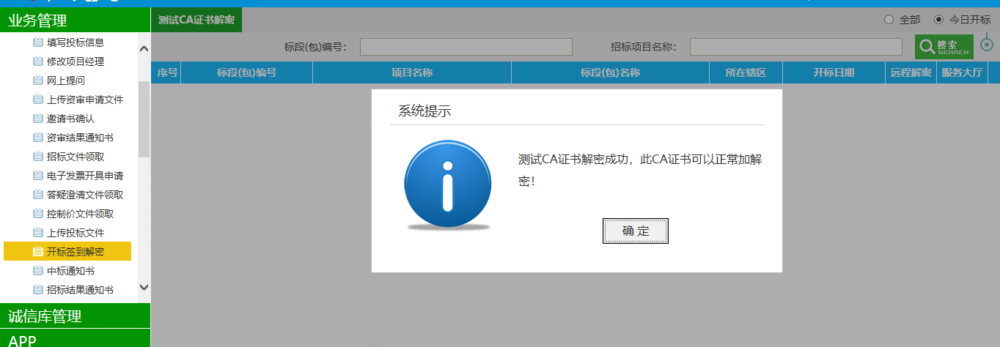 业务管理
填写投标信息
修改项目经理
网上提问
上传资审申请文件
邀请书确认
资审结果通知书
招标文件领取
电子发票开具申请
答疑澄清文件领取
控制价文件领取
上传投标文件
开标签到解密
中标通知书
招标结果通知书
诚信库管理
APP
测试CA证书解密
全部 今日开标
标段(包)编号： 招标项目名称： 搜索 SEARCH
序号 标段(包)编号 项目名称 标段(包)名称 所在辖区 开标日期 远程解密 服务大厅
系统提示
测试CA证书解密成功，此CA证书可以正常加解
密！
确 定